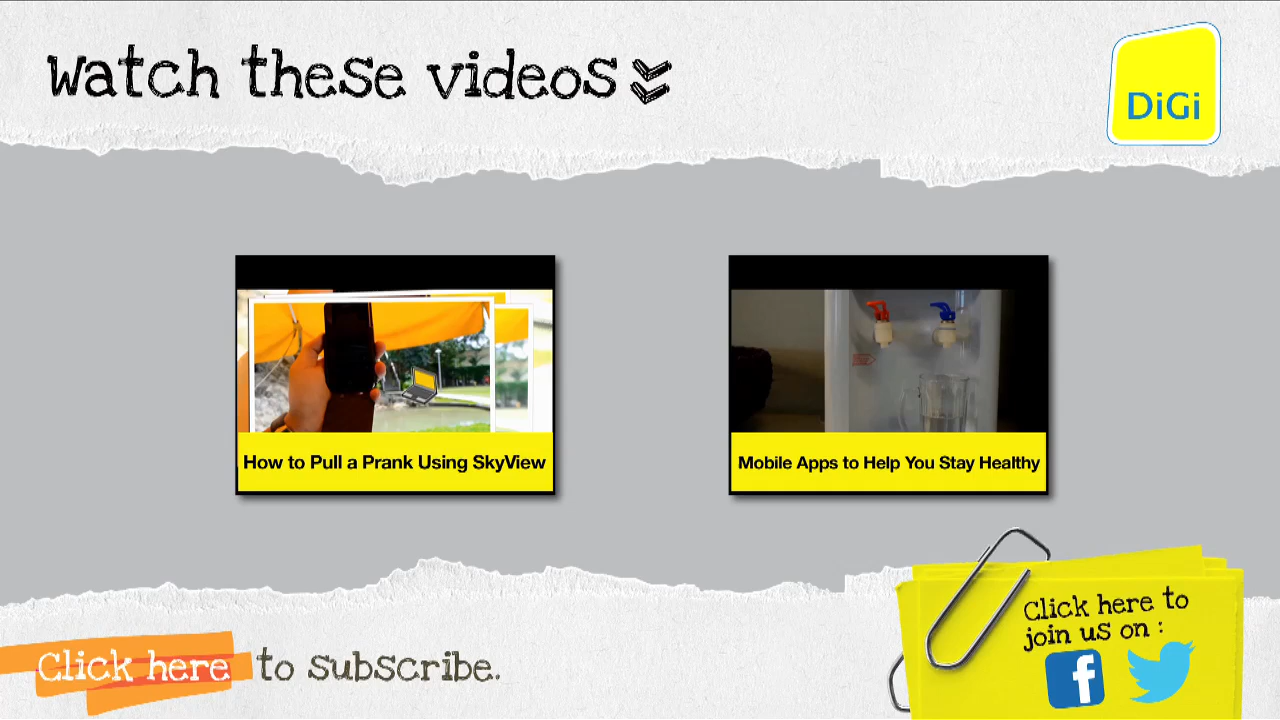 Watch these videos
DiGi
How to Pull a Prank Using SkyView
Mobile Apps to Help You Stay Healthy
Click here to subscribe.
Click here to
join us on :